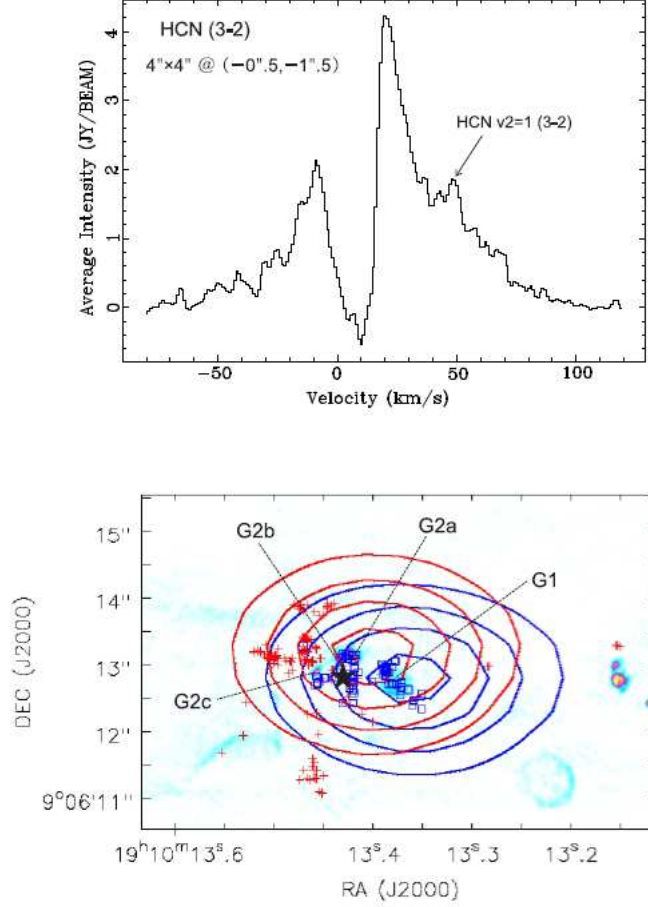 HCN (3-2)
4"×4" @ (−0".5,−1".5)
HCN v2=1 (3-2)
Average Intensity (JY/BEAM)
4
3
2
1
0
−50
0
50
100
Velocity (km/s)
G2b
G2a
G1
G2c
DEC (J2000)
15"
14"
13"
12"
9°06'11"
19ʰ10ᵐ13ˢ.6
13ˢ.4
13ˢ.3
13ˢ.2
RA (J2000)